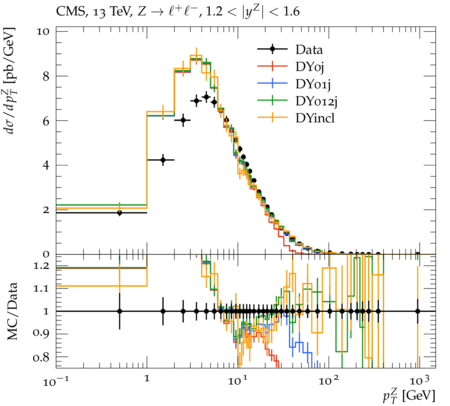 CMS, 13 TeV, Z → ℓ⁺ℓ⁻, 1.2 < |y^Z| < 1.6
dσ/dp_T^Z [pb/GeV]
10
8
6
4
2
0
Data
DY0j
DY01j
DY012j
DYincl
MC/Data
1.2
1.1
1
0.9
0.8
10⁻¹ 1 10¹ 10² 10³
p_T^Z [GeV]